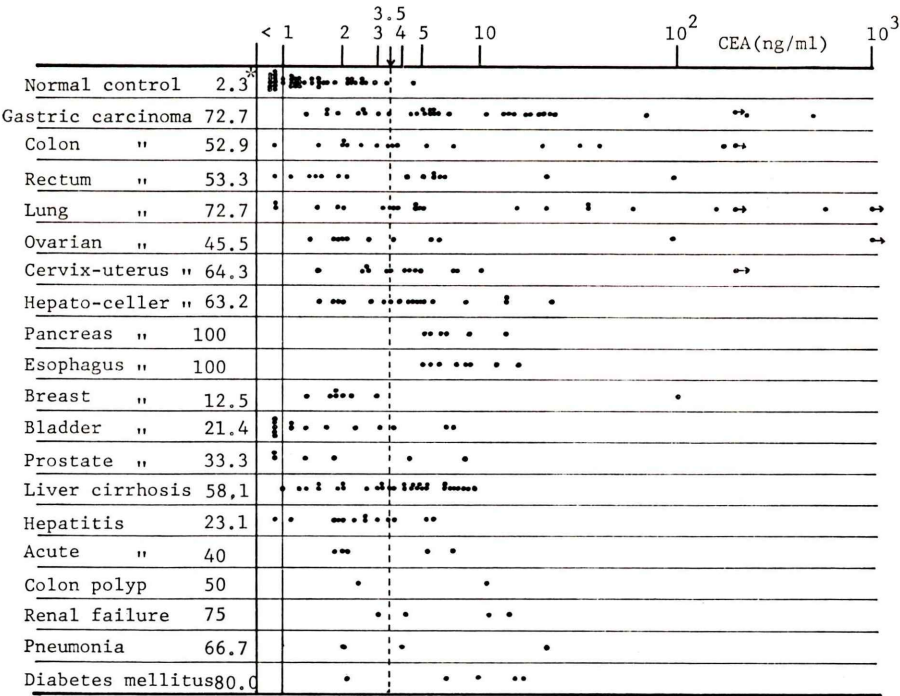 3.5
< 1 2 3 4 5 10 10² CEA(ng/ml) 10³
Normal control 2.3*
Gastric carcinoma 72.7
Colon " 52.9
Rectum " 53.3
Lung " 72.7
Ovarian " 45.5
Cervix-uterus " 64.3
Hepato-celler " 63.2
Pancreas " 100
Esophagus " 100
Breast " 12.5
Bladder " 21.4
Prostate " 33.3
Liver cirrhosis 58,1
Hepatitis 23.1
Acute " 40
Colon polyp 50
Renal failure 75
Pneumonia 66.7
Diabetes mellitus 80.0